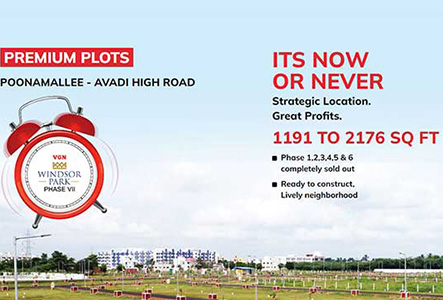 PREMIUM PLOTS
POONAMALLEE - AVADI HIGH ROAD
VGN
WINDSOR
PARK
PHASE VII
ITS NOW
OR NEVER
Strategic Location.
Great Profits.
1191 TO 2176 SQ FT
Phase 1,2,3,4,5 & 6
completely sold out
Ready to construct,
Lively neighborhood